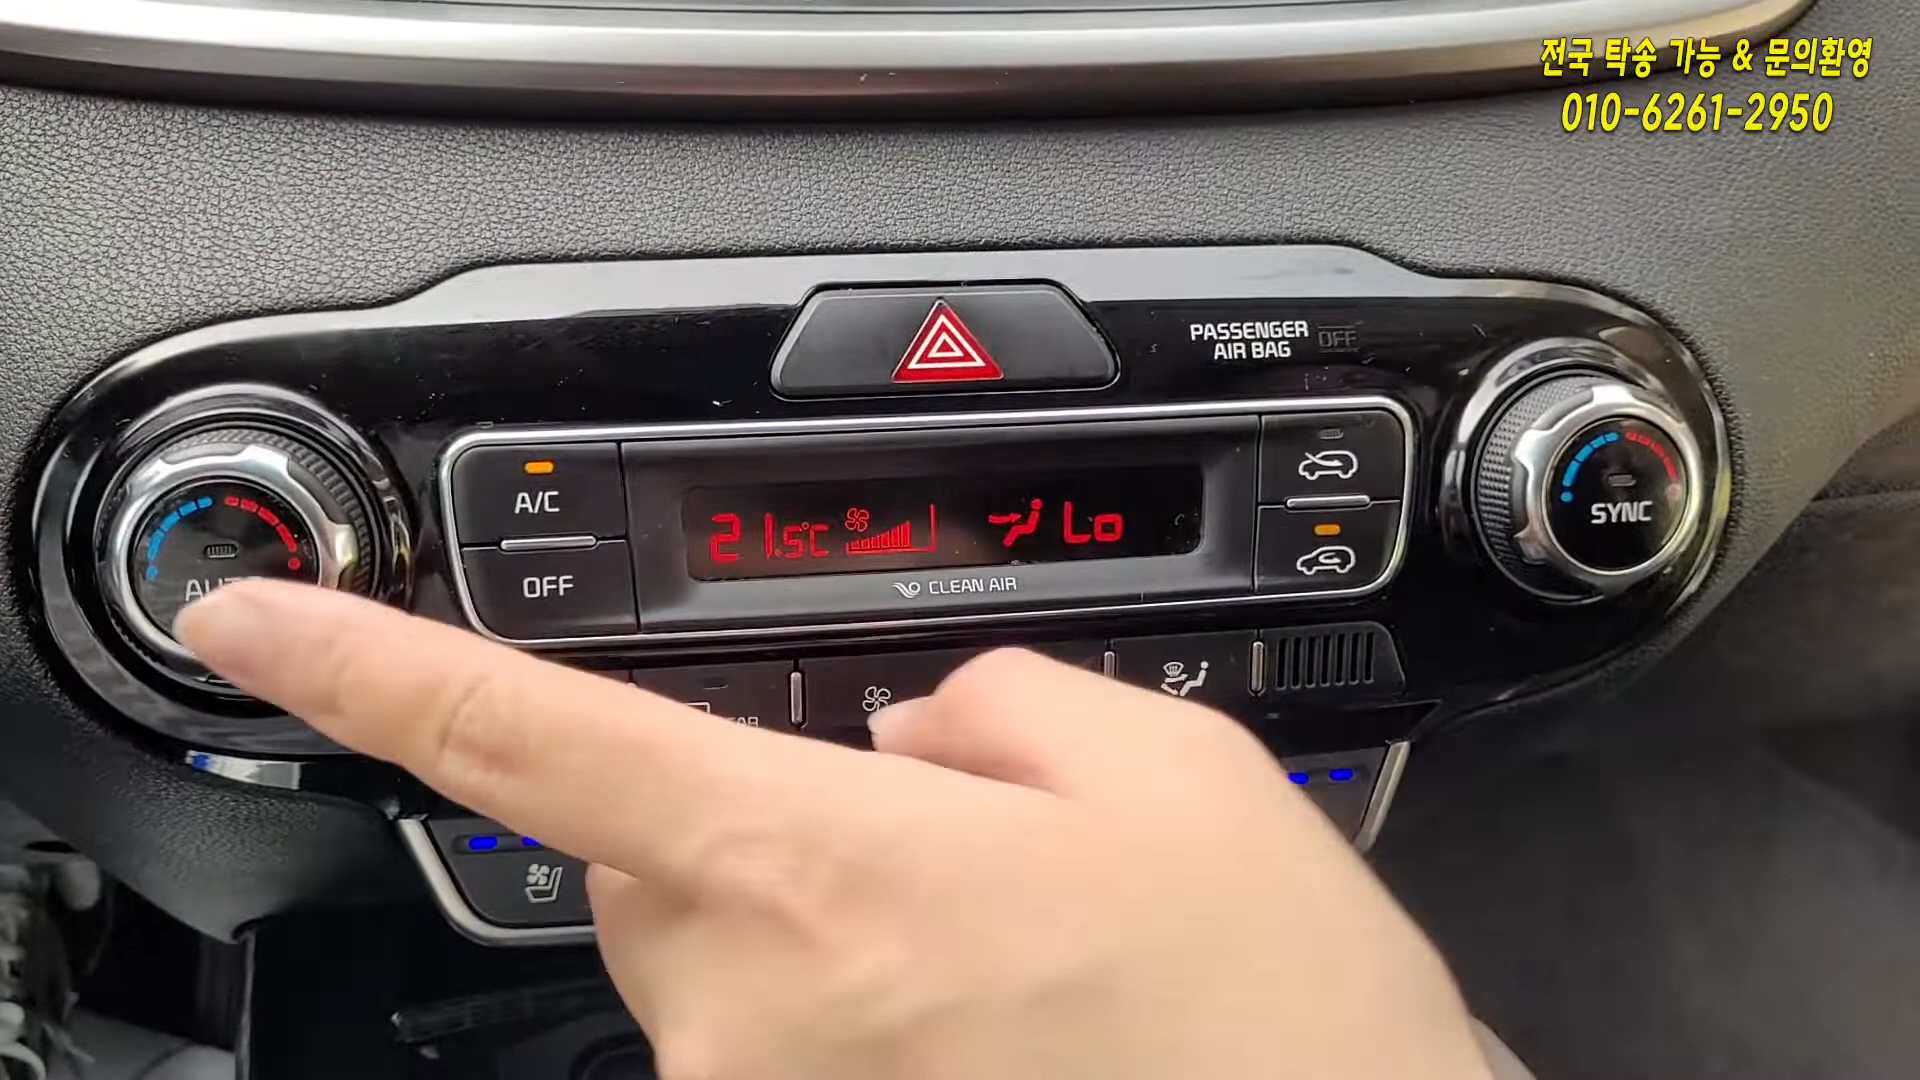 전국 탁송 가능 & 문의환영
010-6261-2950
PASSENGER
AIR BAG OFF
A/C
21.5°C Lo
SYNC
OFF
CLEAN AIR